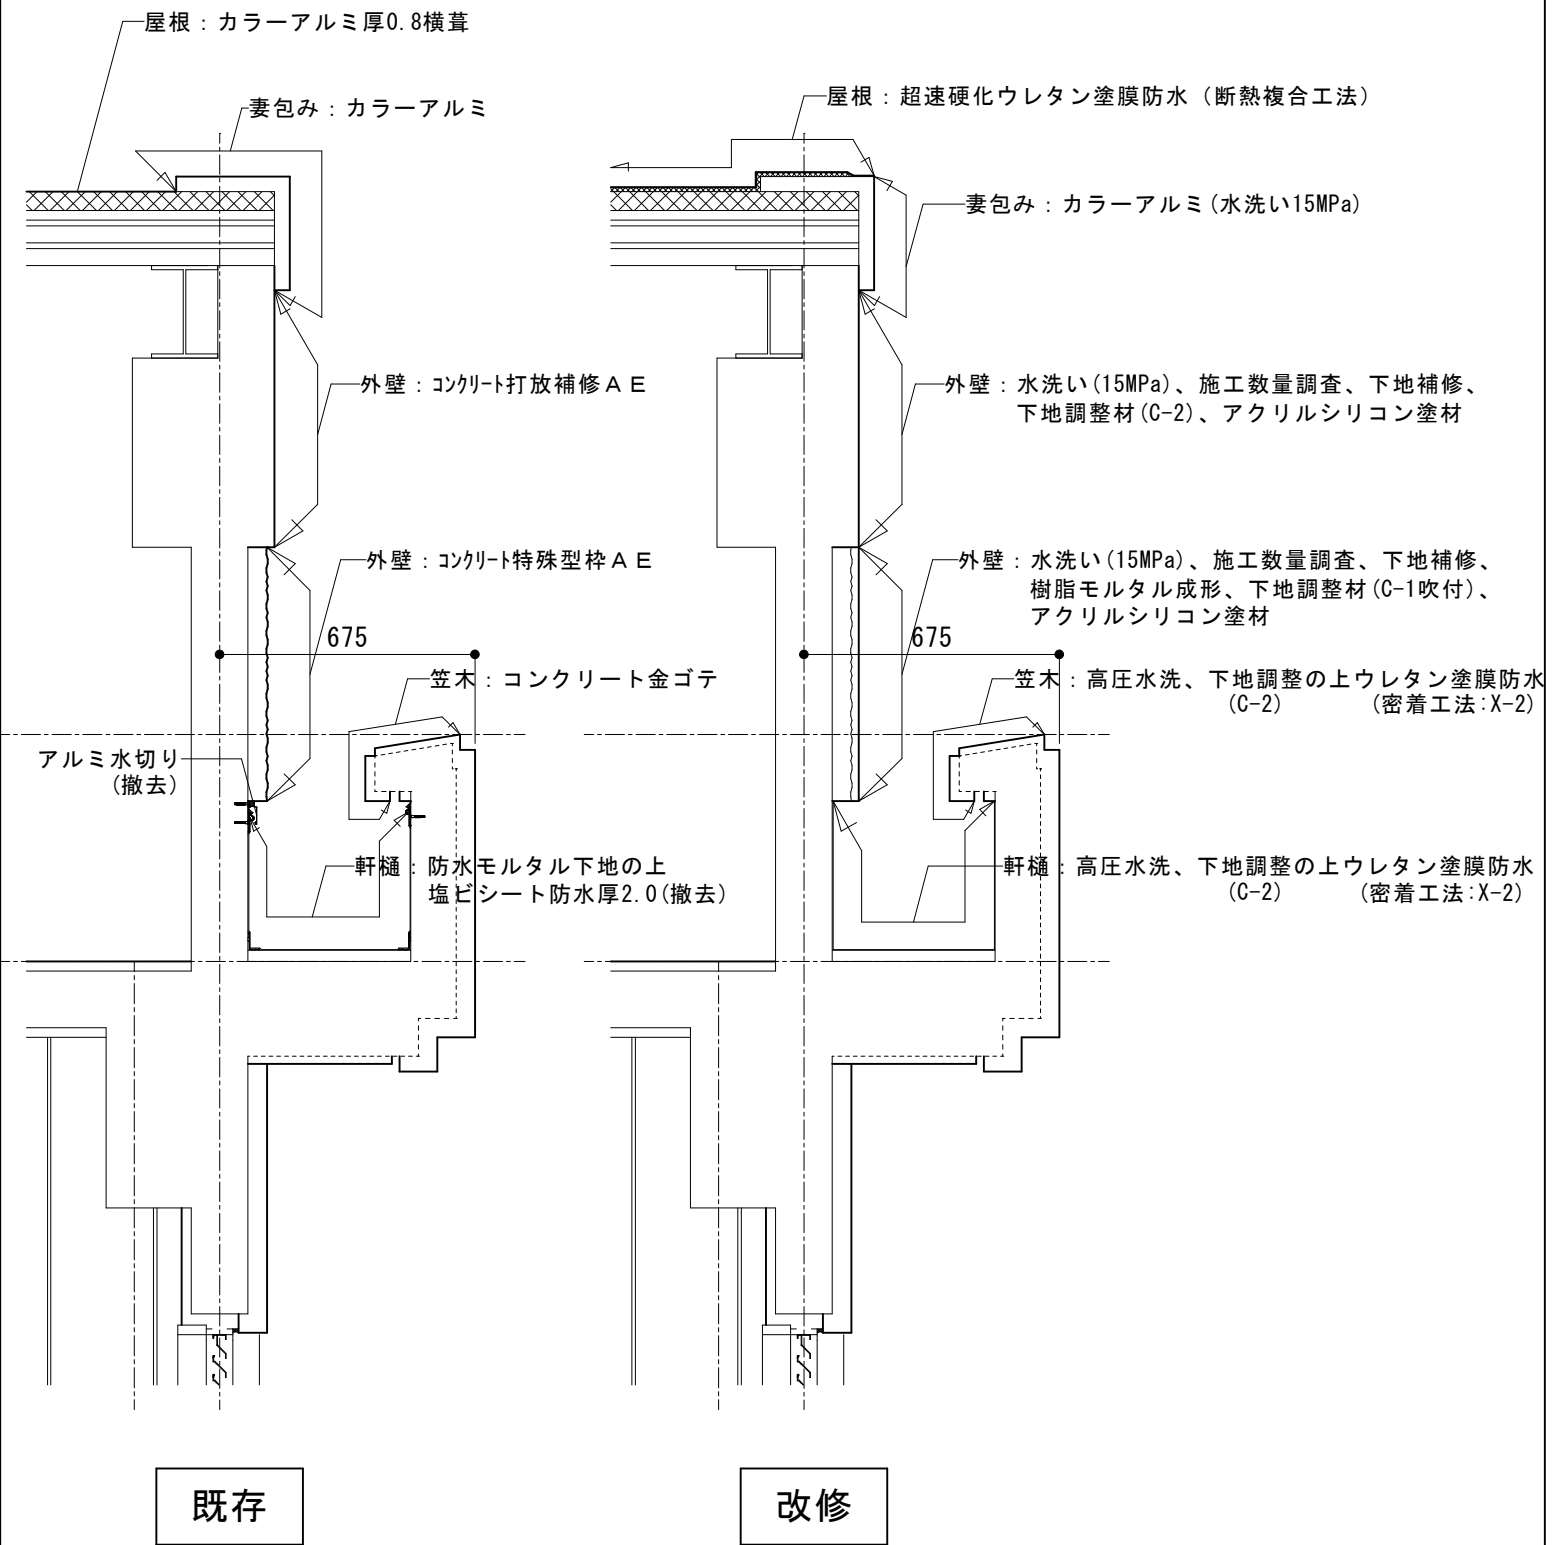 屋根：カラーアルミ厚0.8横葺
妻包み：カラーアルミ
外壁：ｺﾝｸﾘｰﾄ打放補修ＡＥ
外壁：ｺﾝｸﾘｰﾄ特殊型枠ＡＥ
675
笠木：コンクリート金ゴテ
アルミ水切り
(撤去)
軒樋：防水モルタル下地の上
塩ビシート防水厚2.0(撤去)
既存
屋根：超速硬化ウレタン塗膜防水（断熱複合工法）
妻包み：カラーアルミ(水洗い15MPa)
外壁：水洗い(15MPa)、施工数量調査、下地補修、
下地調整材(C-2)、アクリルシリコン塗材
外壁：水洗い(15MPa)、施工数量調査、下地補修、
樹脂モルタル成形、下地調整材(C-1吹付)、
アクリルシリコン塗材
675
笠木：高圧水洗、下地調整の上ウレタン塗膜防水
(C-2) (密着工法:X-2)
軒樋：高圧水洗、下地調整の上ウレタン塗膜防水
(C-2) (密着工法:X-2)
改修